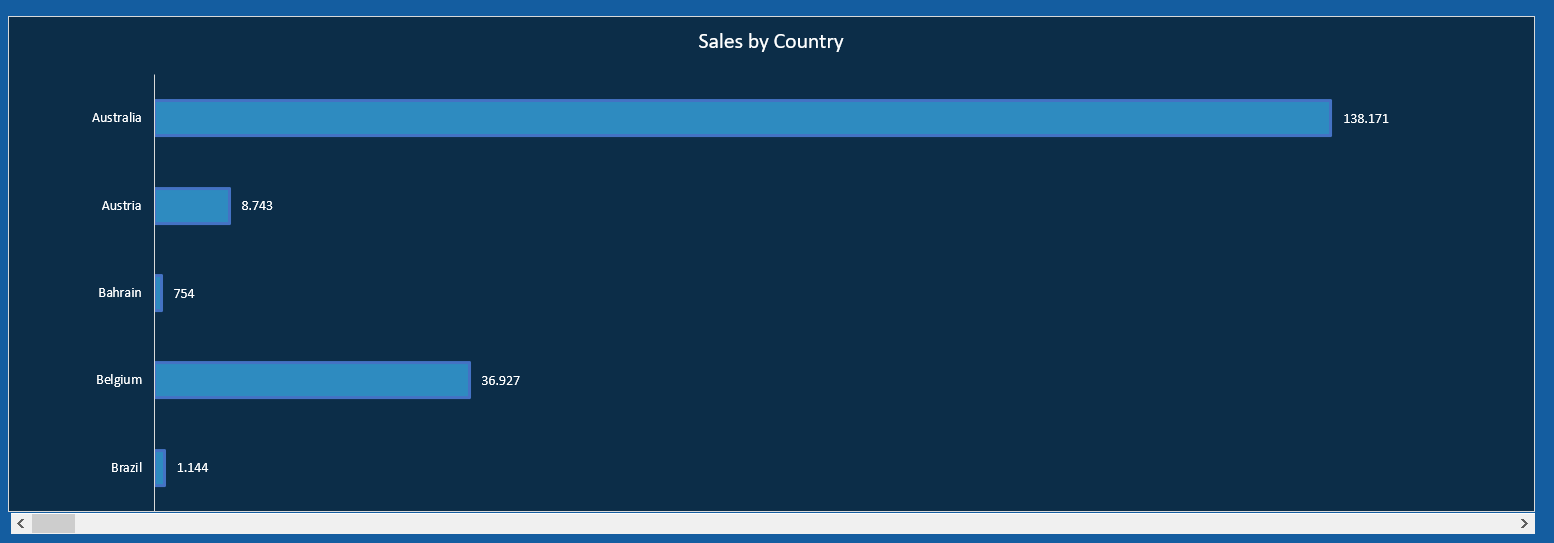 Sales by Country
Australia 138.171
Austria 8.743
Bahrain 754
Belgium 36.927
Brazil 1.144